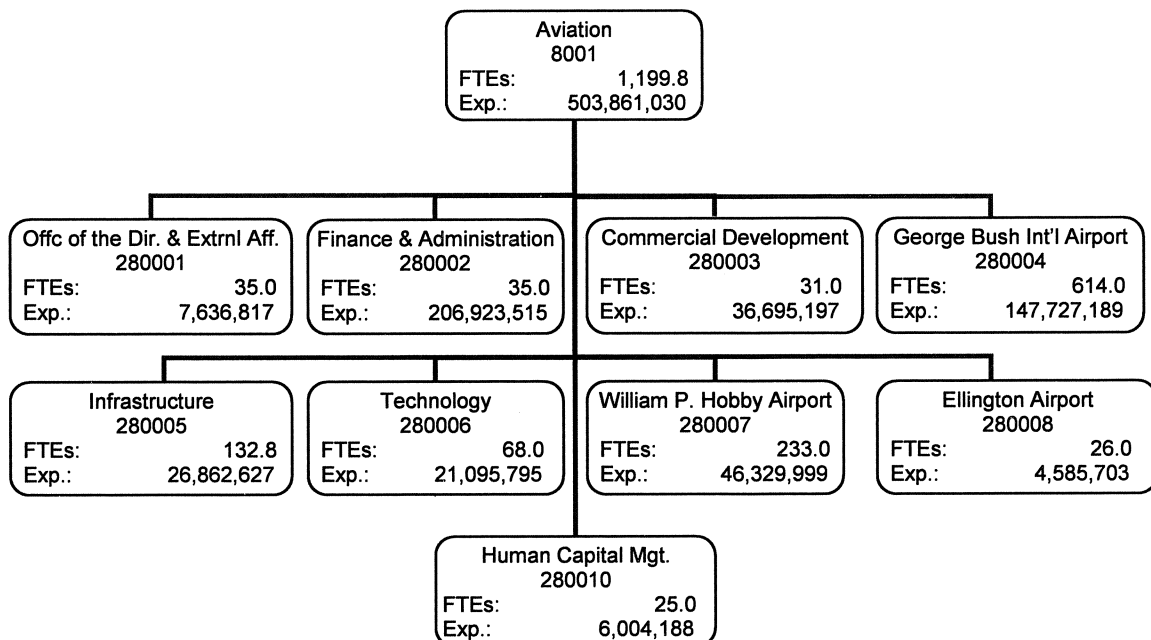 Aviation
8001
FTEs: 1,199.8
Exp.: 503,861,030
Offc of the Dir. & Extrnl Aff.
280001
FTEs: 35.0
Exp.: 7,636,817
Finance & Administration
280002
FTEs: 35.0
Exp.: 206,923,515
Commercial Development
280003
FTEs: 31.0
Exp.: 36,695,197
George Bush Int'l Airport
280004
FTEs: 614.0
Exp.: 147,727,189
Infrastructure
280005
FTEs: 132.8
Exp.: 26,862,627
Technology
280006
FTEs: 68.0
Exp.: 21,095,795
William P. Hobby Airport
280007
FTEs: 233.0
Exp.: 46,329,999
Ellington Airport
280008
FTEs: 26.0
Exp.: 4,585,703
Human Capital Mgt.
280010
FTEs: 25.0
Exp.: 6,004,188